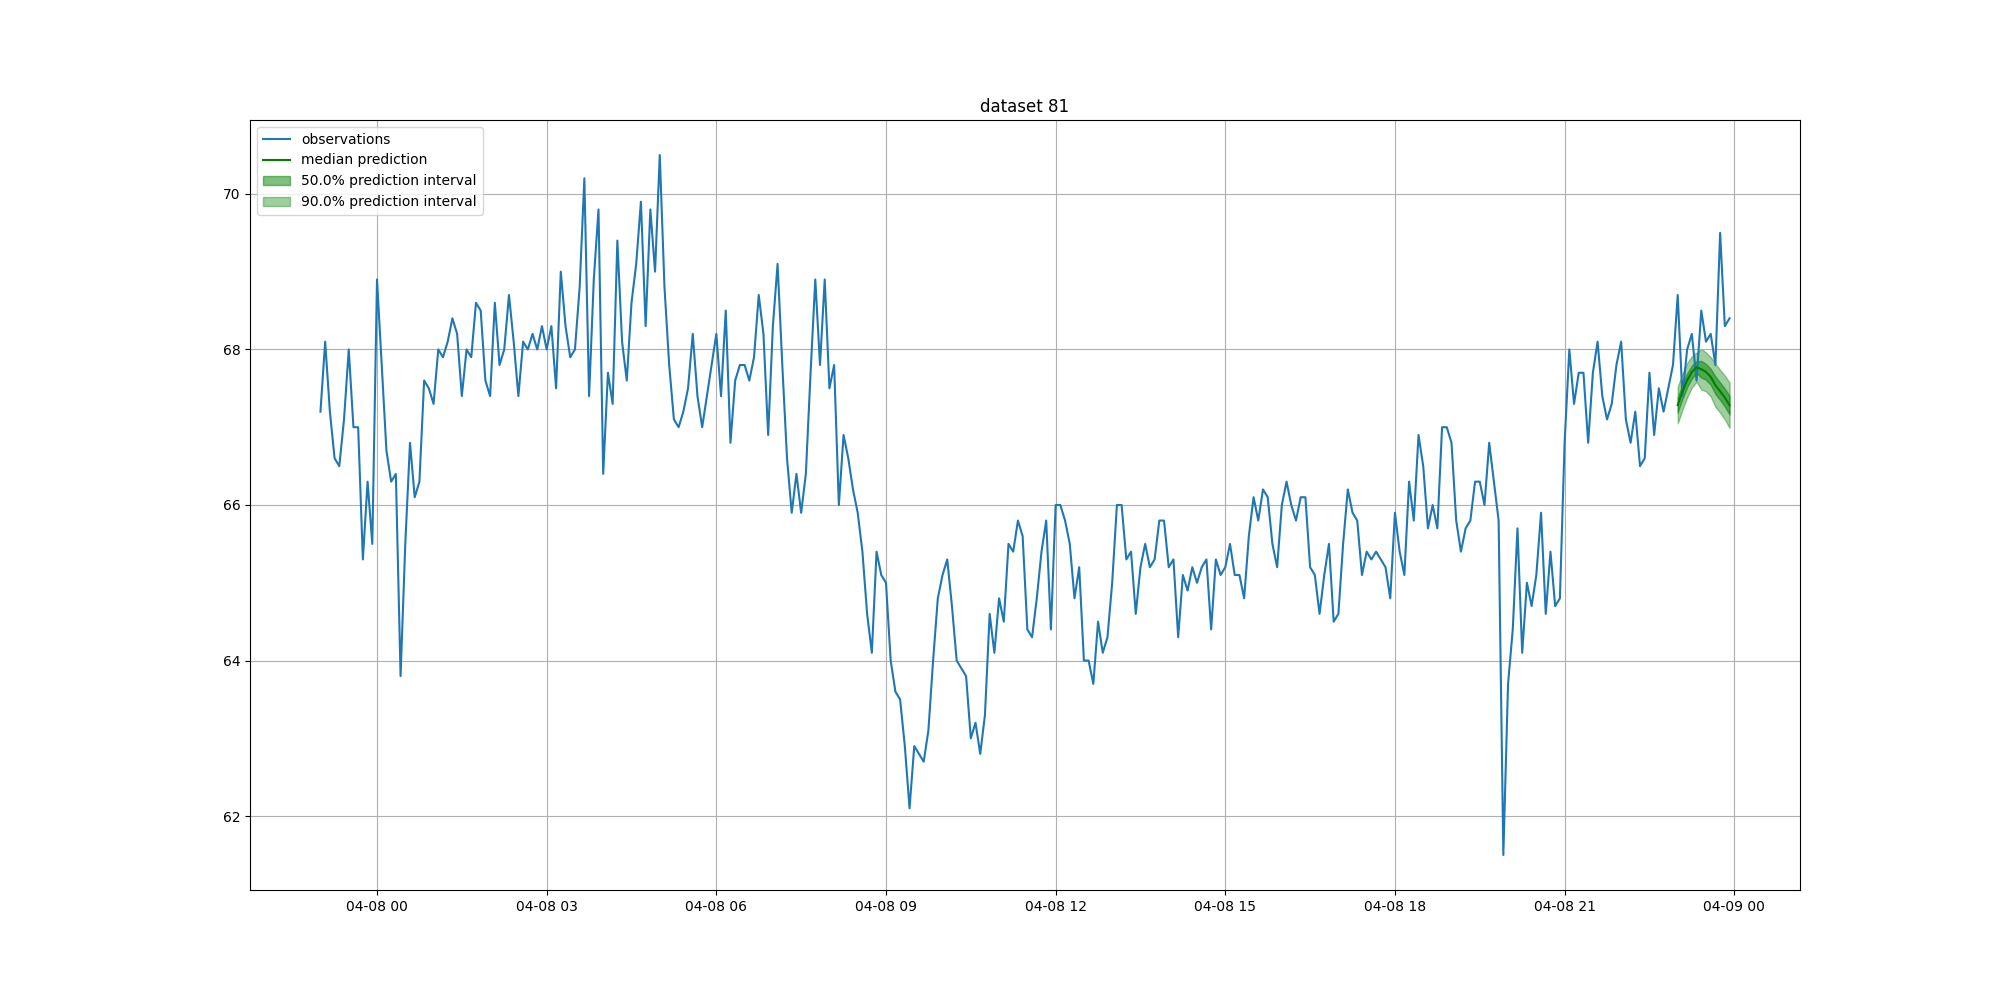 dataset 81
observations
median prediction
50.0% prediction interval
90.0% prediction interval
70
68
66
64
62
04-08 00
04-08 03
04-08 06
04-08 09
04-08 12
04-08 15
04-08 18
04-08 21
04-09 00